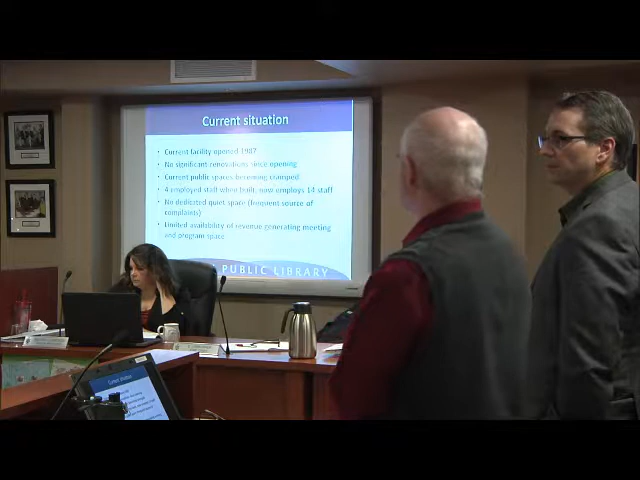 Current situation
• Current facility opened 1987
• No significant renovations since opening
• Current public spaces becoming cramped
• 4 employed staff when built, now employs 14 staff
• No dedicated quiet space (frequent source of
complaints)
• Limited availability of revenue generating meeting
and program space
PUBLIC LIBRARY
Current situation